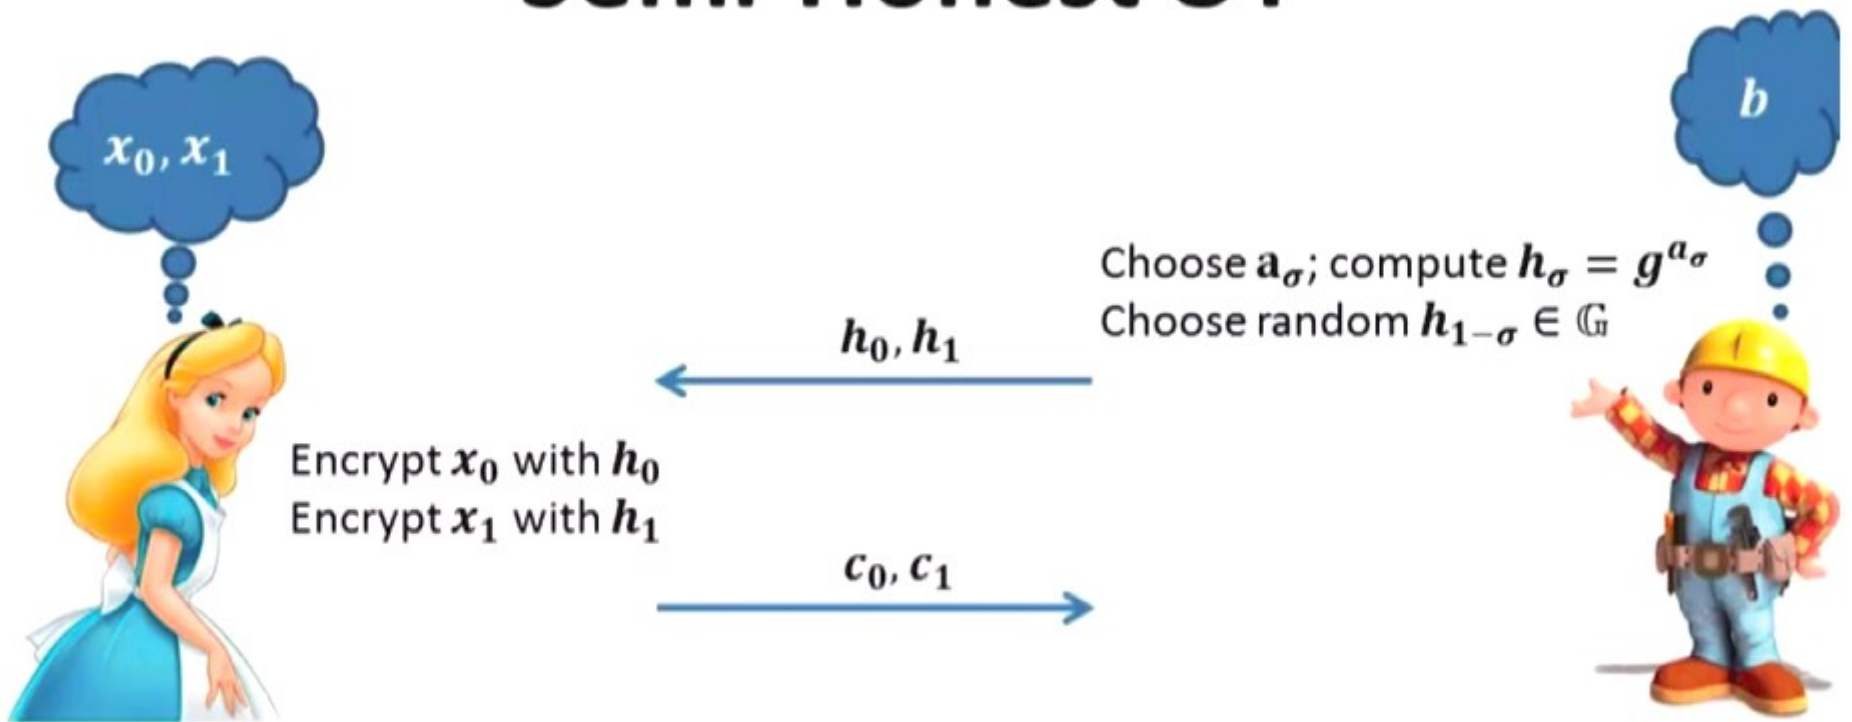 x₀, x₁
b
Choose a_σ; compute h_σ = g^{a_σ}
Choose random h_{1−σ} ∈ 𝔾
h₀, h₁
Encrypt x₀ with h₀
Encrypt x₁ with h₁
c₀, c₁